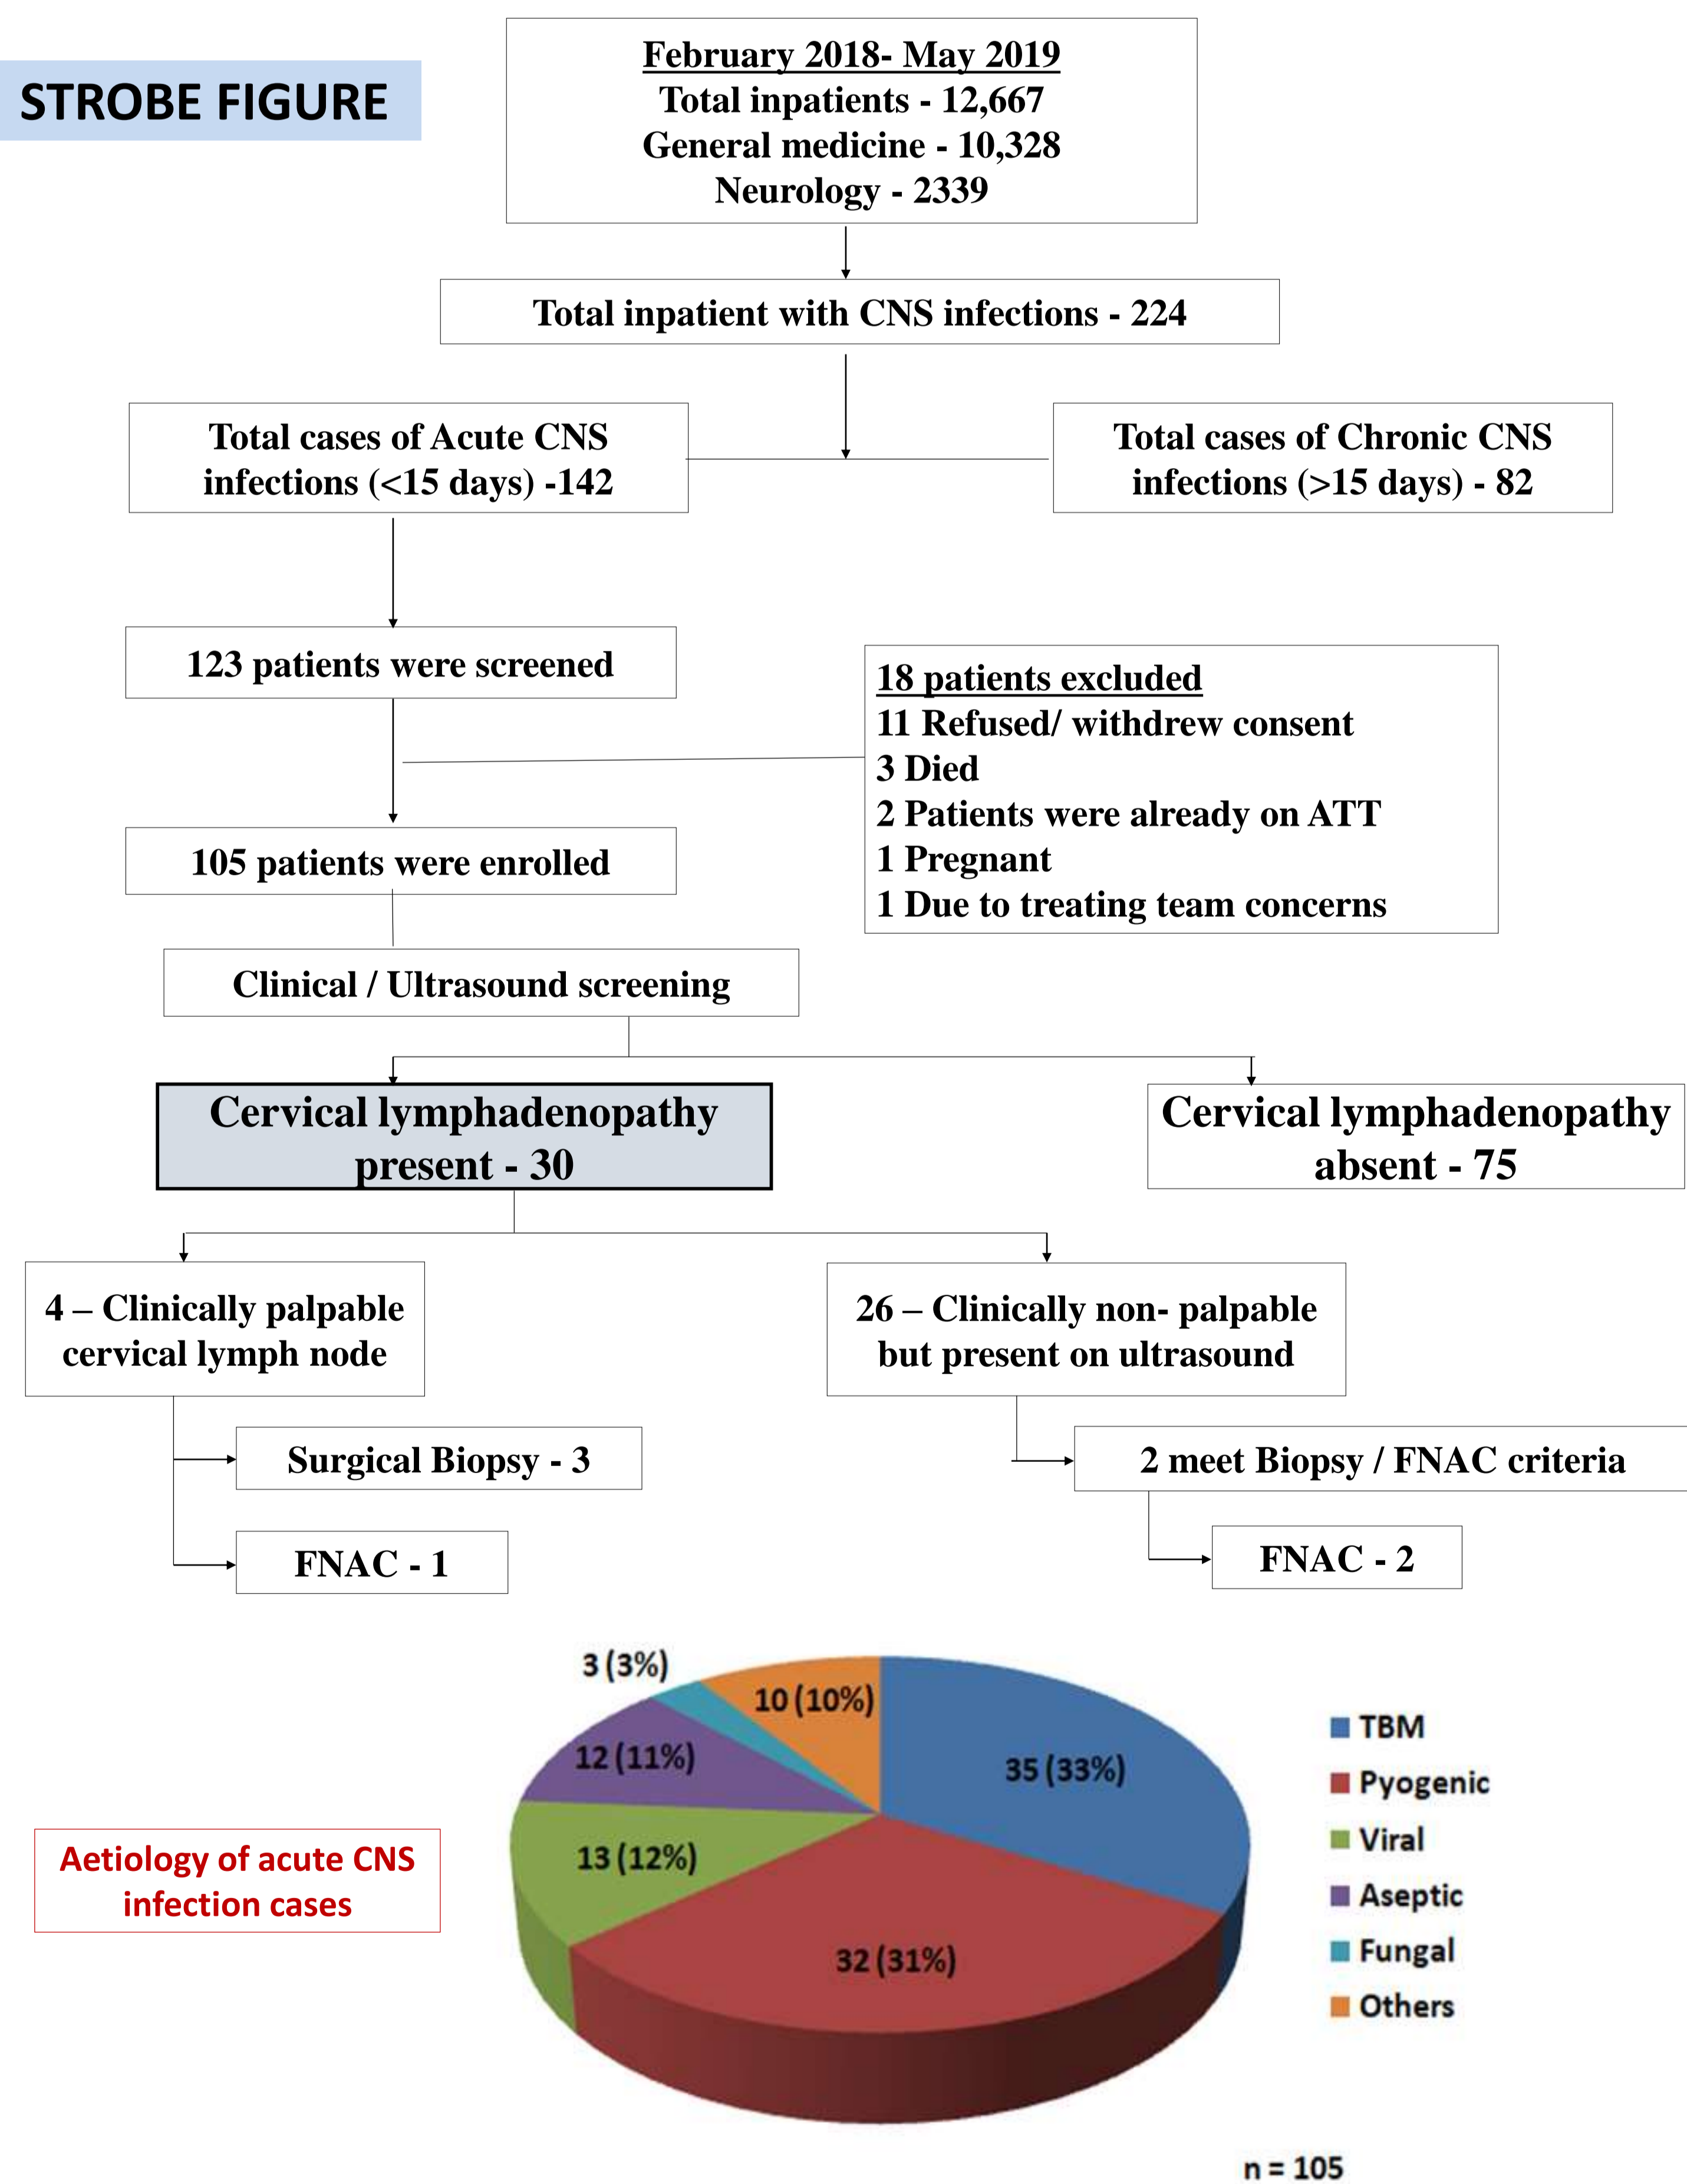 STROBE FIGURE
February 2018- May 2019
Total inpatients - 12,667
General medicine - 10,328
Neurology - 2339
Total inpatient with CNS infections - 224
Total cases of Acute CNS
infections (<15 days) -142
Total cases of Chronic CNS
infections (>15 days) - 82
123 patients were screened
18 patients excluded
11 Refused/ withdrew consent
3 Died
2 Patients were already on ATT
1 Pregnant
1 Due to treating team concerns
105 patients were enrolled
Clinical / Ultrasound screening
Cervical lymphadenopathy
present - 30
Cervical lymphadenopathy
absent - 75
4 – Clinically palpable
cervical lymph node
26 – Clinically non- palpable
but present on ultrasound
Surgical Biopsy - 3
2 meet Biopsy / FNAC criteria
FNAC - 1
FNAC - 2
Aetiology of acute CNS
infection cases
3 (3%)
10 (10%)
12 (11%)
35 (33%)
13 (12%)
32 (31%)
TBM
Pyogenic
Viral
Aseptic
Fungal
Others
n = 105